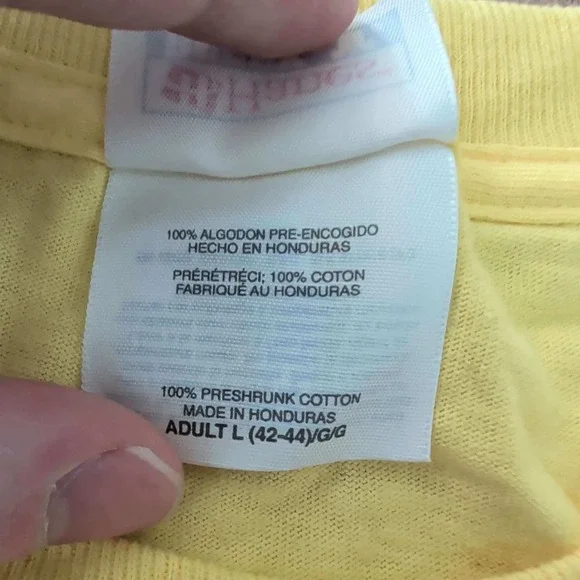 Hanes
100% ALGODON PRE-ENCOGIDO
HECHO EN HONDURAS
PRÉRÉTRÉCI; 100% COTON
FABRIQUÉ AU HONDURAS
100% PRESHRUNK COTTON
MADE IN HONDURAS
ADULT L (42-44)/G/G